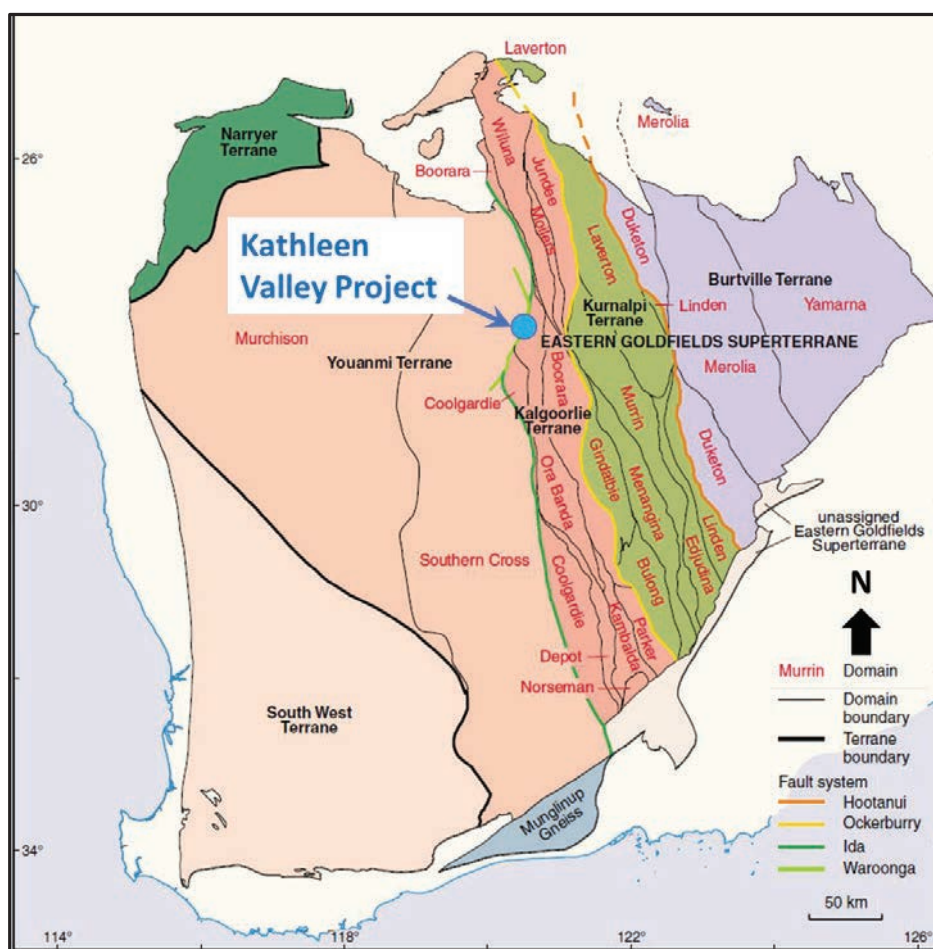 Laverton
Narryer
Terrane
26°
Boorara
Wiluna
Jundee
Moilers
Merolia
Kathleen
Valley Project
Laverton
Duketon
Burtville Terrane
Kurnalpi
Terrane
Linden
Yamarna
Murchison
Youanmi Terrane
EASTERN GOLDFIELDS SUPERTERRANE
Merolia
Coolgardie
Boorara
Kalgoorlie
Terrane
Murrin
Gindalbie
Duketon
30°
Ora Banda
Menangina
Linden
Edjudina
unassigned
Eastern Goldfields
Superterrane
Southern Cross
Coolgardie
Bulong
N
Kambalda
Parker
Depot
Norseman
South West
Terrane
Munglinup
Gneiss
34°
Murrin Domain
Domain
boundary
Terrane
boundary
Fault system
Hootanui
Ockerburry
Ida
Waroonga
50 km
114°
118°
122°
126°